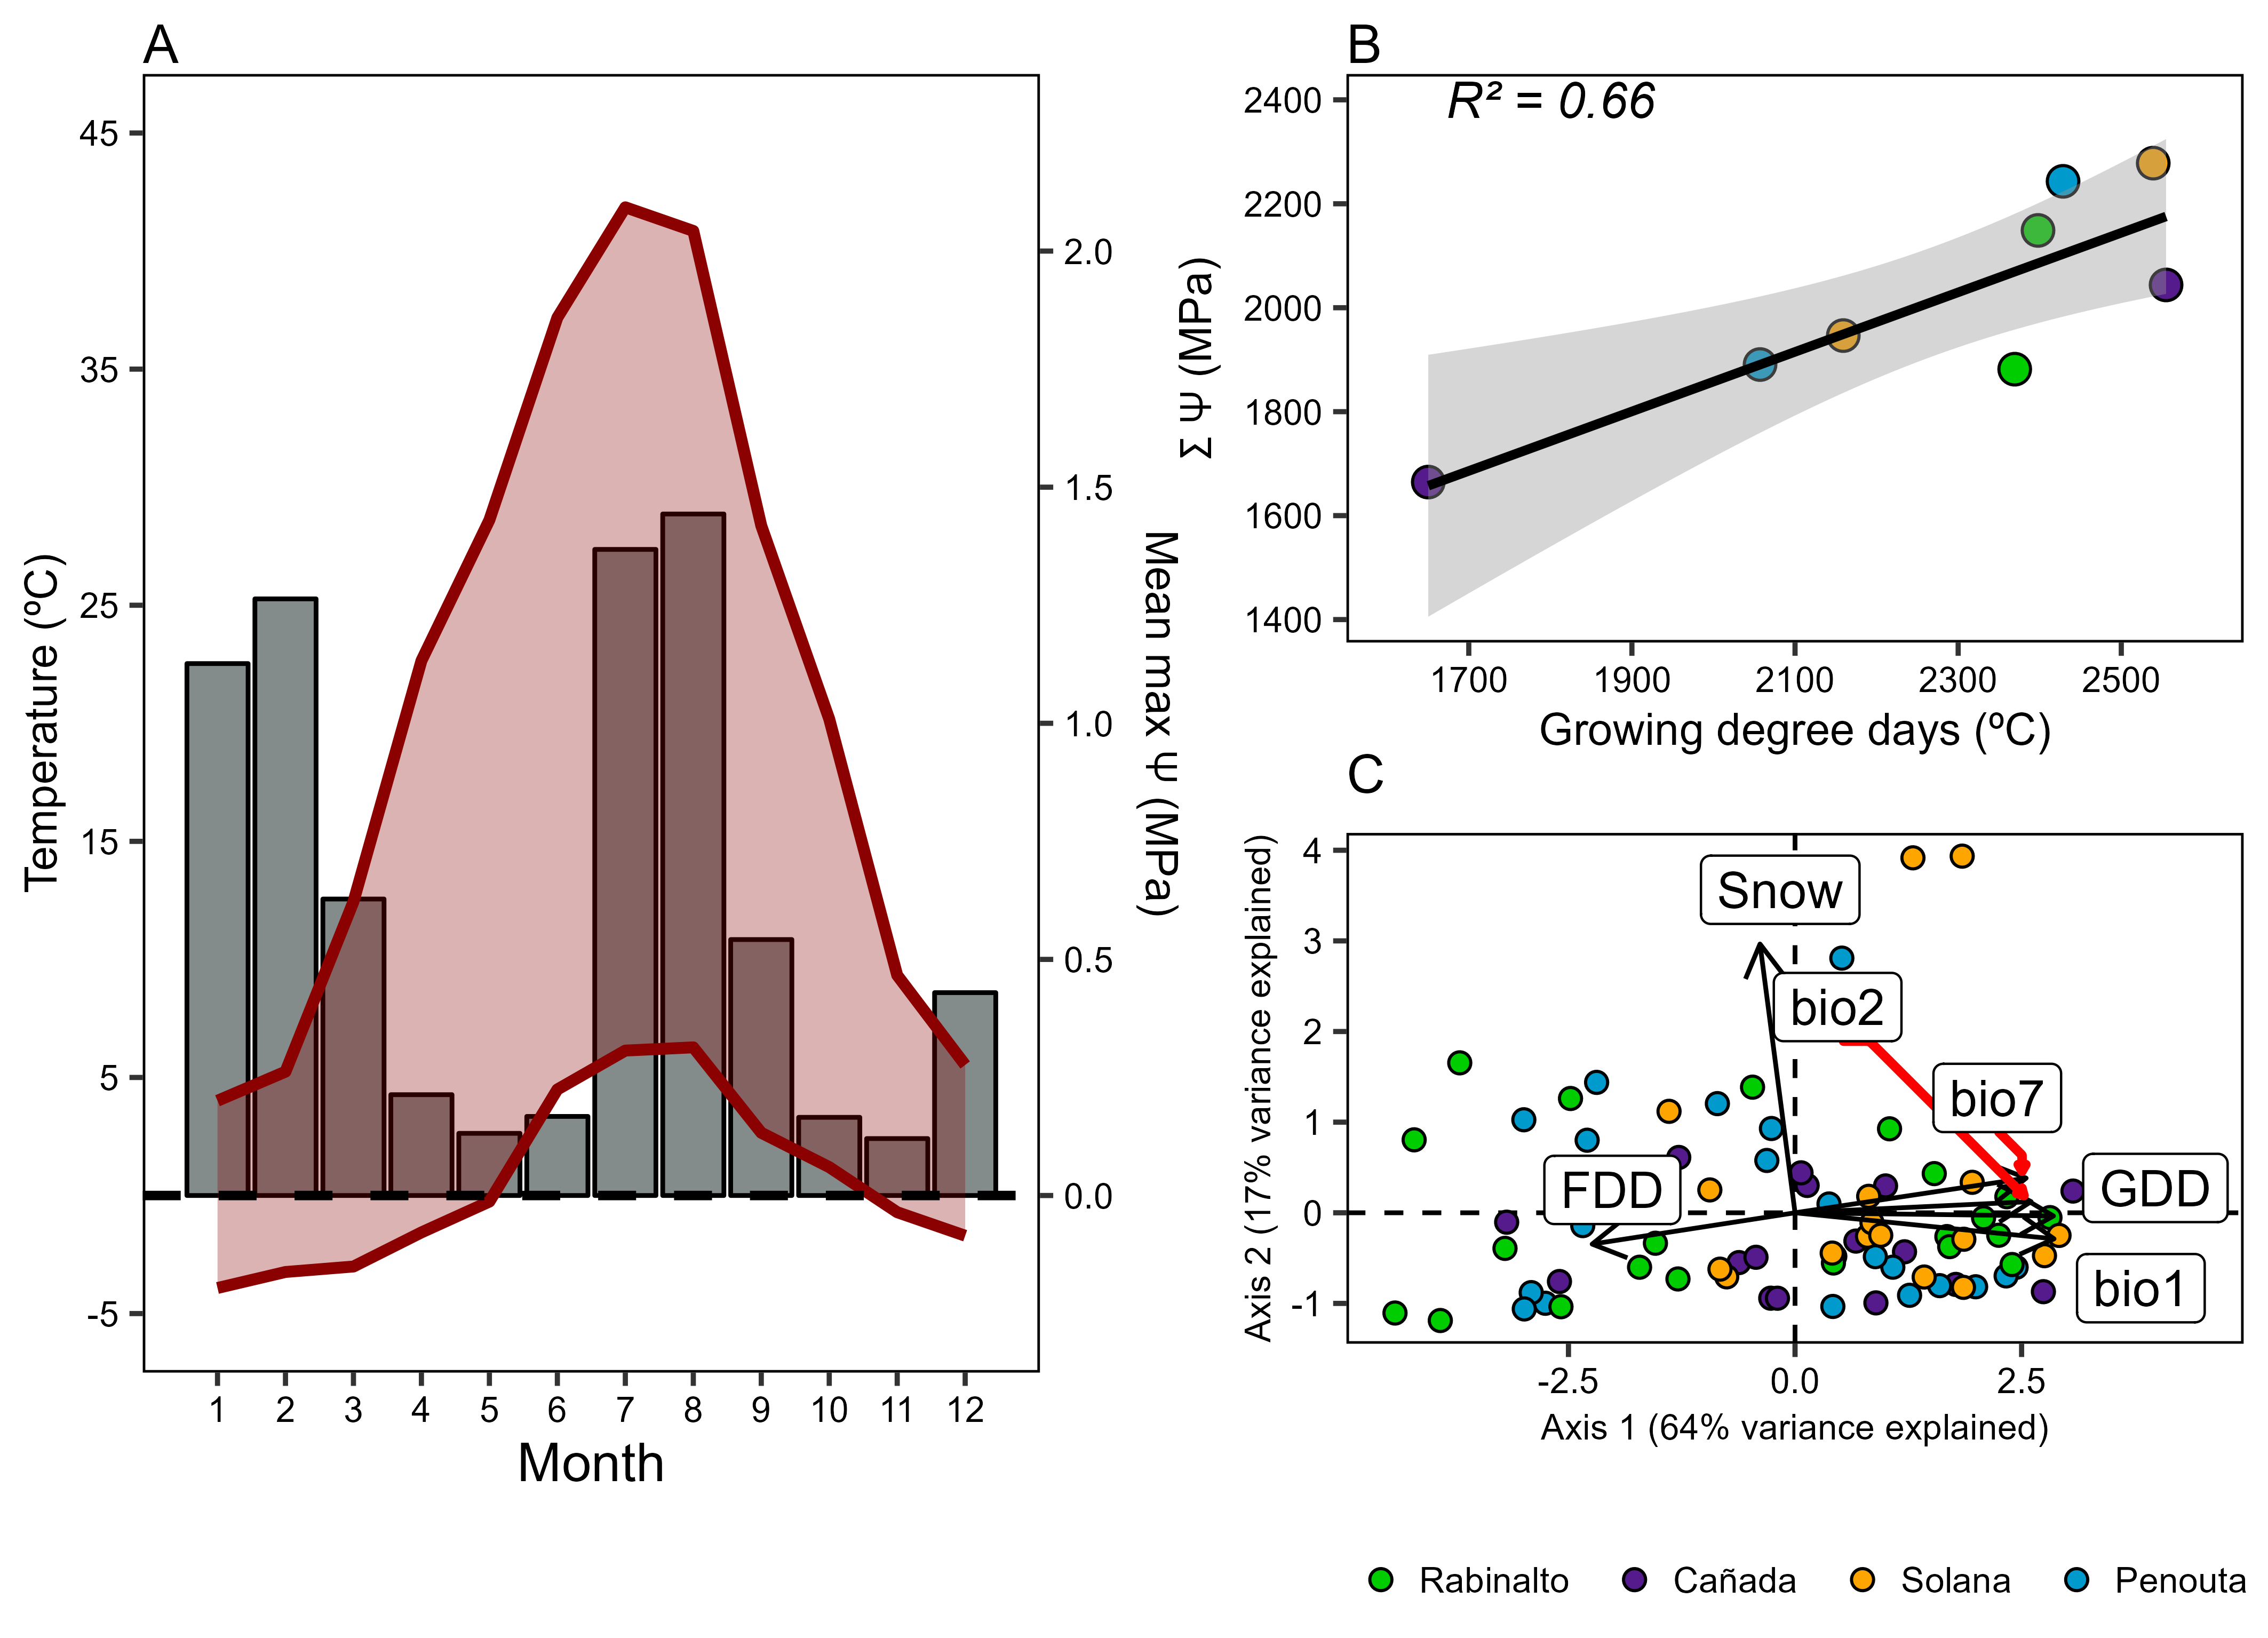 A
45
35
25
15
5
-5
Temperature (ºC)
2.0
1.5
1.0
0.5
0.0
Mean max Ψ (MPa)
1 2 3 4 5 6 7 8 9 10 11 12
Month
B
R² = 0.66
2400
2200
2000
1800
1600
1400
Σ Ψ (MPa)
1700 1900 2100 2300 2500
Growing degree days (ºC)
C
4
3
2
1
0
-1
Axis 2 (17% variance explained)
Snow
bio2
bio7
FDD
GDD
bio1
-2.5 0.0 2.5
Axis 1 (64% variance explained)
Rabinalto Cañada Solana Penouta